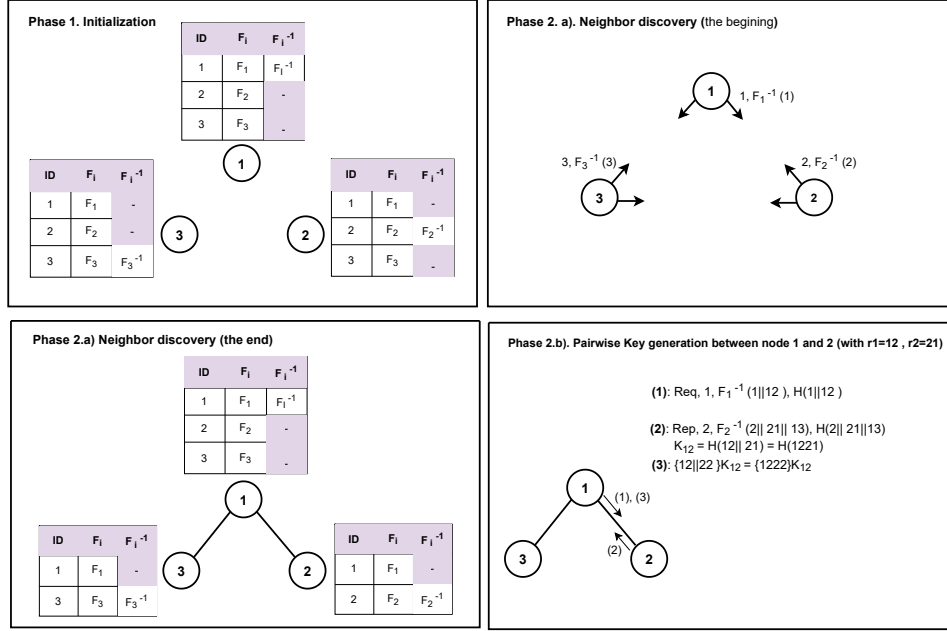 Phase 1. Initialization
ID Fi Fi-1
1 F1 FI-1
2 F2 -
3 F3 -
1
ID Fi Fi-1
1 F1 -
2 F2 -
3 F3 F3-1
3
2
ID Fi Fi-1
1 F1 -
2 F2 F2-1
3 F3 -
Phase 2. a). Neighbor discovery (the begining)
1
1, F1-1 (1)
3, F3-1 (3)
3
2, F2-1 (2)
2
Phase 2.a) Neighbor discovery (the end)
ID Fi Fi-1
1 F1 FI-1
2 F2 -
3 F3 -
1
ID Fi Fi-1
1 F1 -
3 F3 F3-1
3
2
ID Fi Fi-1
1 F1 -
2 F2 F2-1
Phase 2.b). Pairwise Key generation between node 1 and 2 (with r1=12 , r2=21)
(1): Req, 1, F1-1 (1||12 ), H(1||12 )
(2): Rep, 2, F2-1 (2|| 21|| 13), H(2|| 21||13)
K12 = H(12|| 21) = H(1221)
(3): {12||22 }K12 = {1222}K12
1
(1), (3)
3
(2)
2